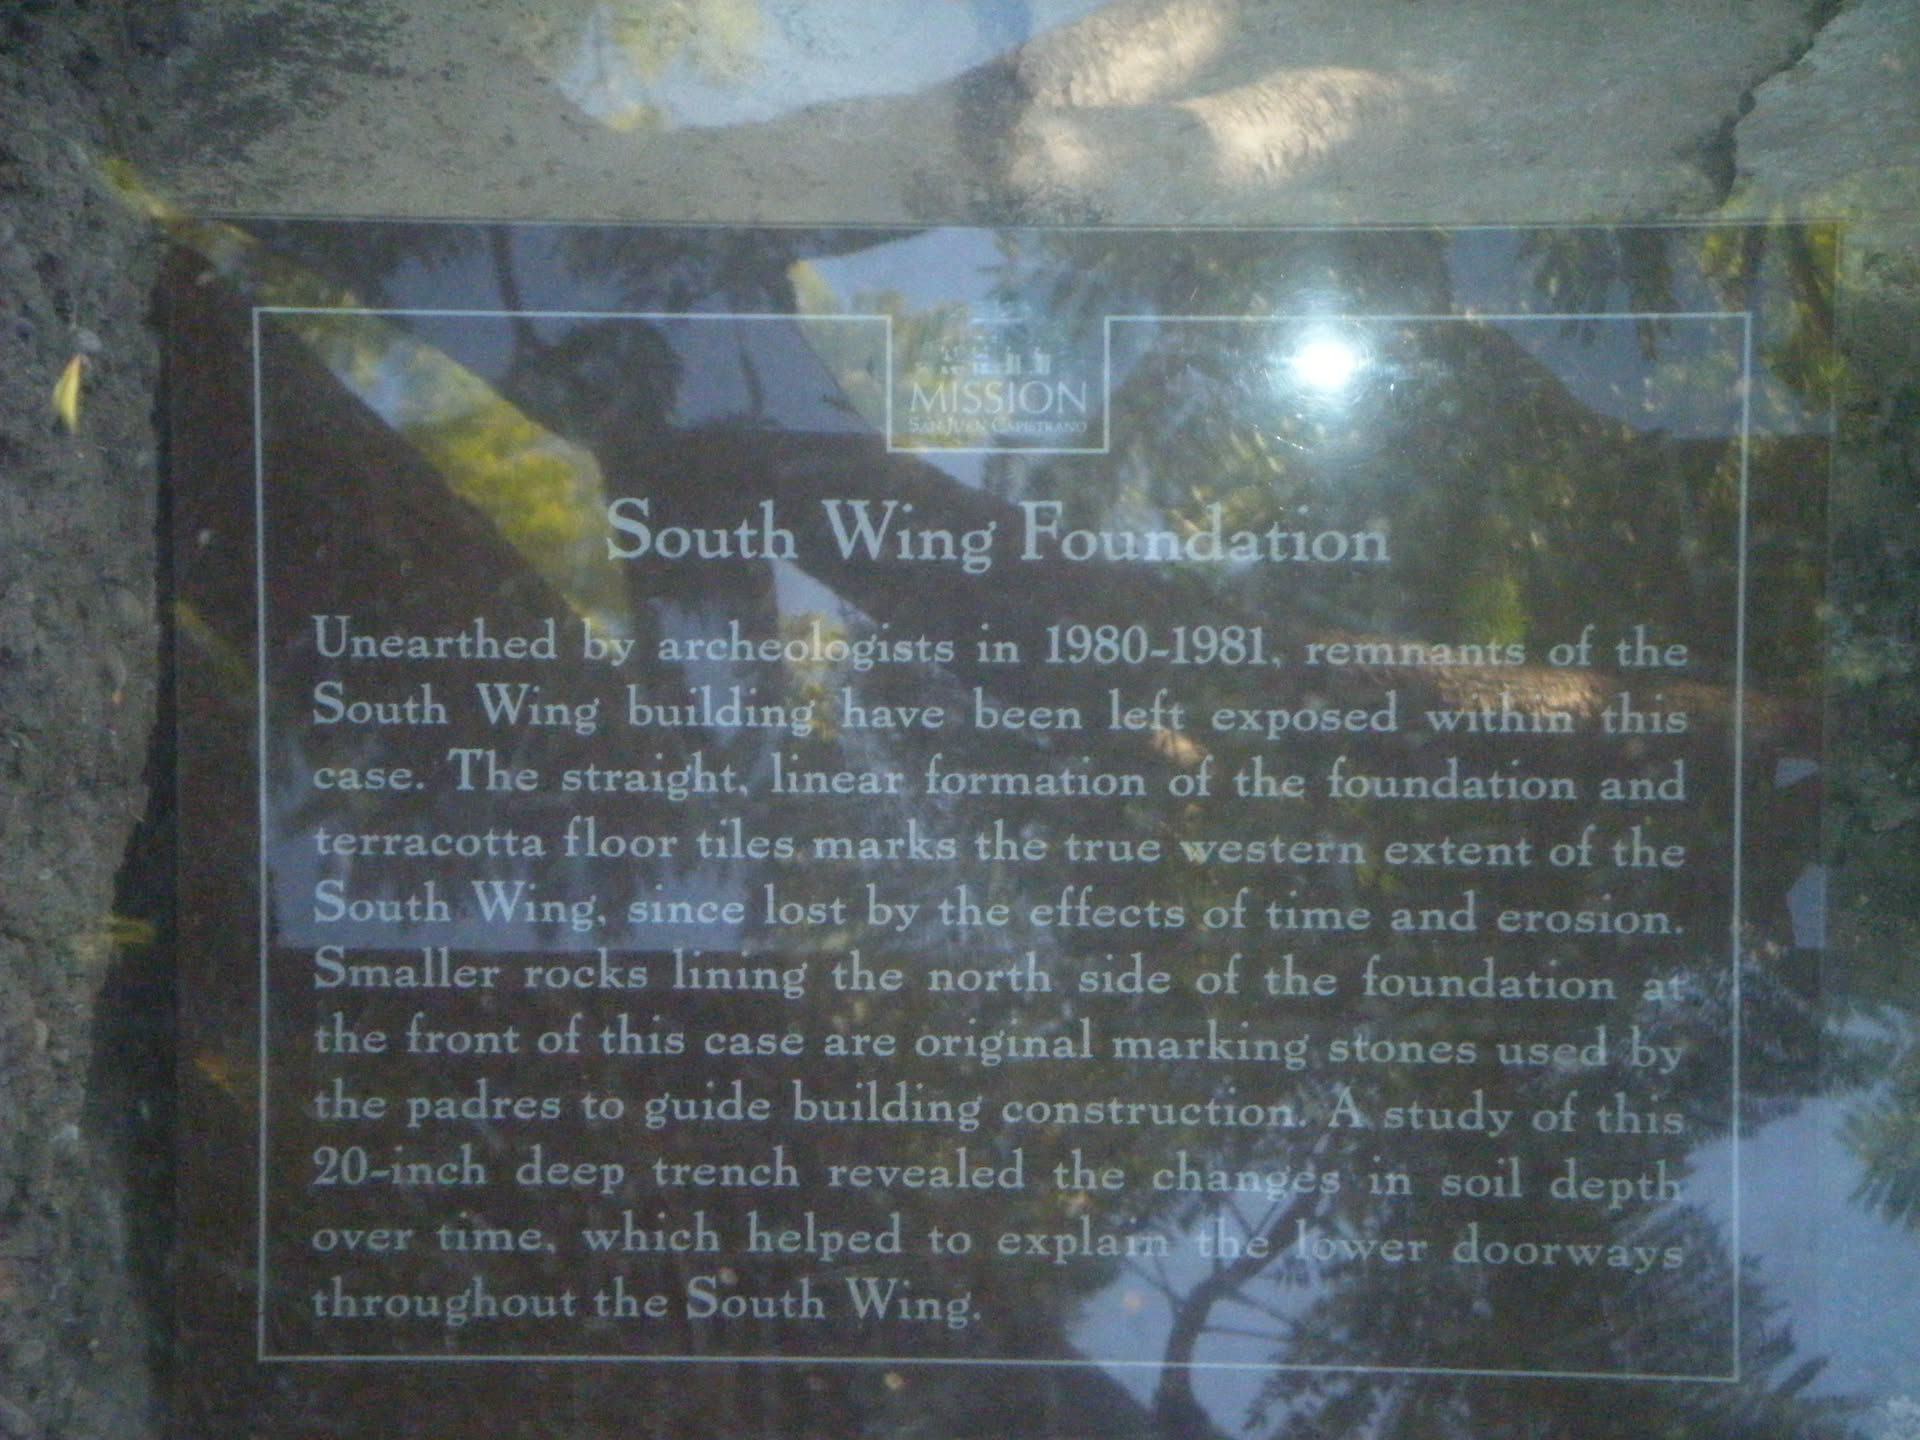 MISSION
SAN JUAN CAPISTRANO
South Wing Foundation
Unearthed by archeologists in 1980-1981, remnants of the
South Wing building have been left exposed within this
case. The straight, linear formation of the foundation and
terracotta floor tiles marks the true western extent of the
South Wing, since lost by the effects of time and erosion.
Smaller rocks lining the north side of the foundation at
the front of this case are original marking stones used by
the padres to guide building construction. A study of this
20-inch deep trench revealed the changes in soil depth
over time, which helped to explain the lower doorways
throughout the South Wing.